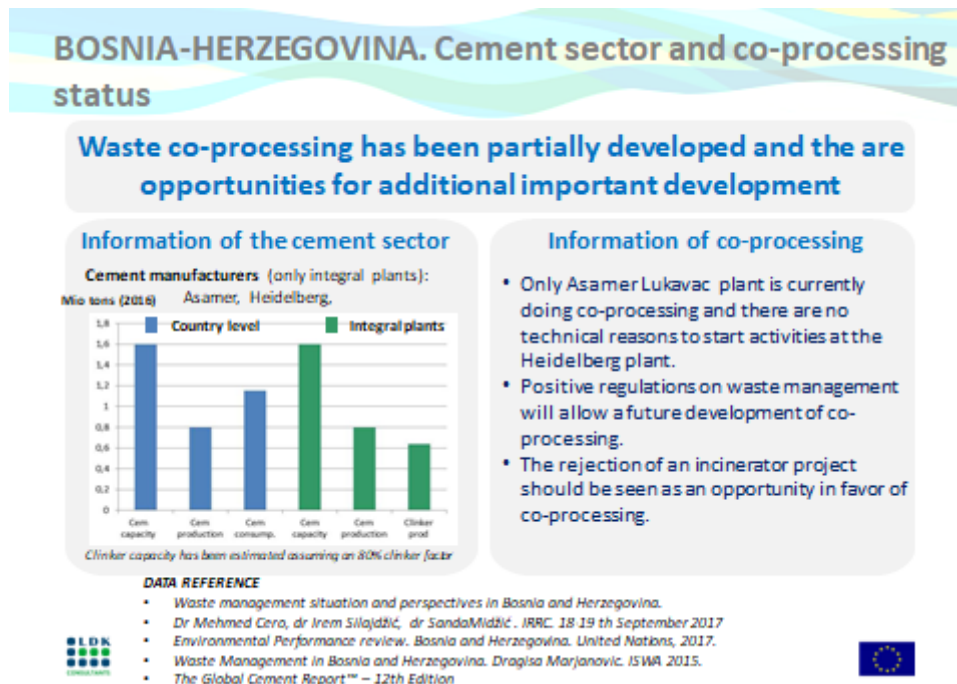 BOSNIA-HERZEGOVINA. Cement sector and co-processing
status
Waste co-processing has been partially developed and the are
opportunities for additional important development
Information of the cement sector
Cement manufacturers (only integral plants):
Mio tons (2016) Asamer, Heidelberg,
Country level Integral plants
1,8
1,6
1,4
1,2
1
0,8
0,6
0,4
0,2
0
Cem capacity
Cem production
Cem consump.
Cem capacity
Cem production
Clinker prod
Clinker capacity has been estimated assuming an 80% clinker factor
Information of co-processing
• Only Asamer Lukavac plant is currently
doing co-processing and there are no
technical reasons to start activities at the
Heidelberg plant.
• Positive regulations on waste management
will allow a future development of co-
processing.
• The rejection of an incinerator project
should be seen as an opportunity in favor of
co-processing.
DATA REFERENCE
• Waste management situation and perspectives in Bosnia and Herzegovina.
• Dr Mehmed Cero, dr Irem Silajdžić, dr SandaMidžić . IRRC. 18-19 th September 2017
• Environmental Performance review. Bosnia and Herzegovina. United Nations, 2017.
• Waste Management in Bosnia and Herzegovina. Dragisa Marjanovic. ISWA 2015.
• The Global Cement Report™ – 12th Edition
LDK
CONSULTANTS